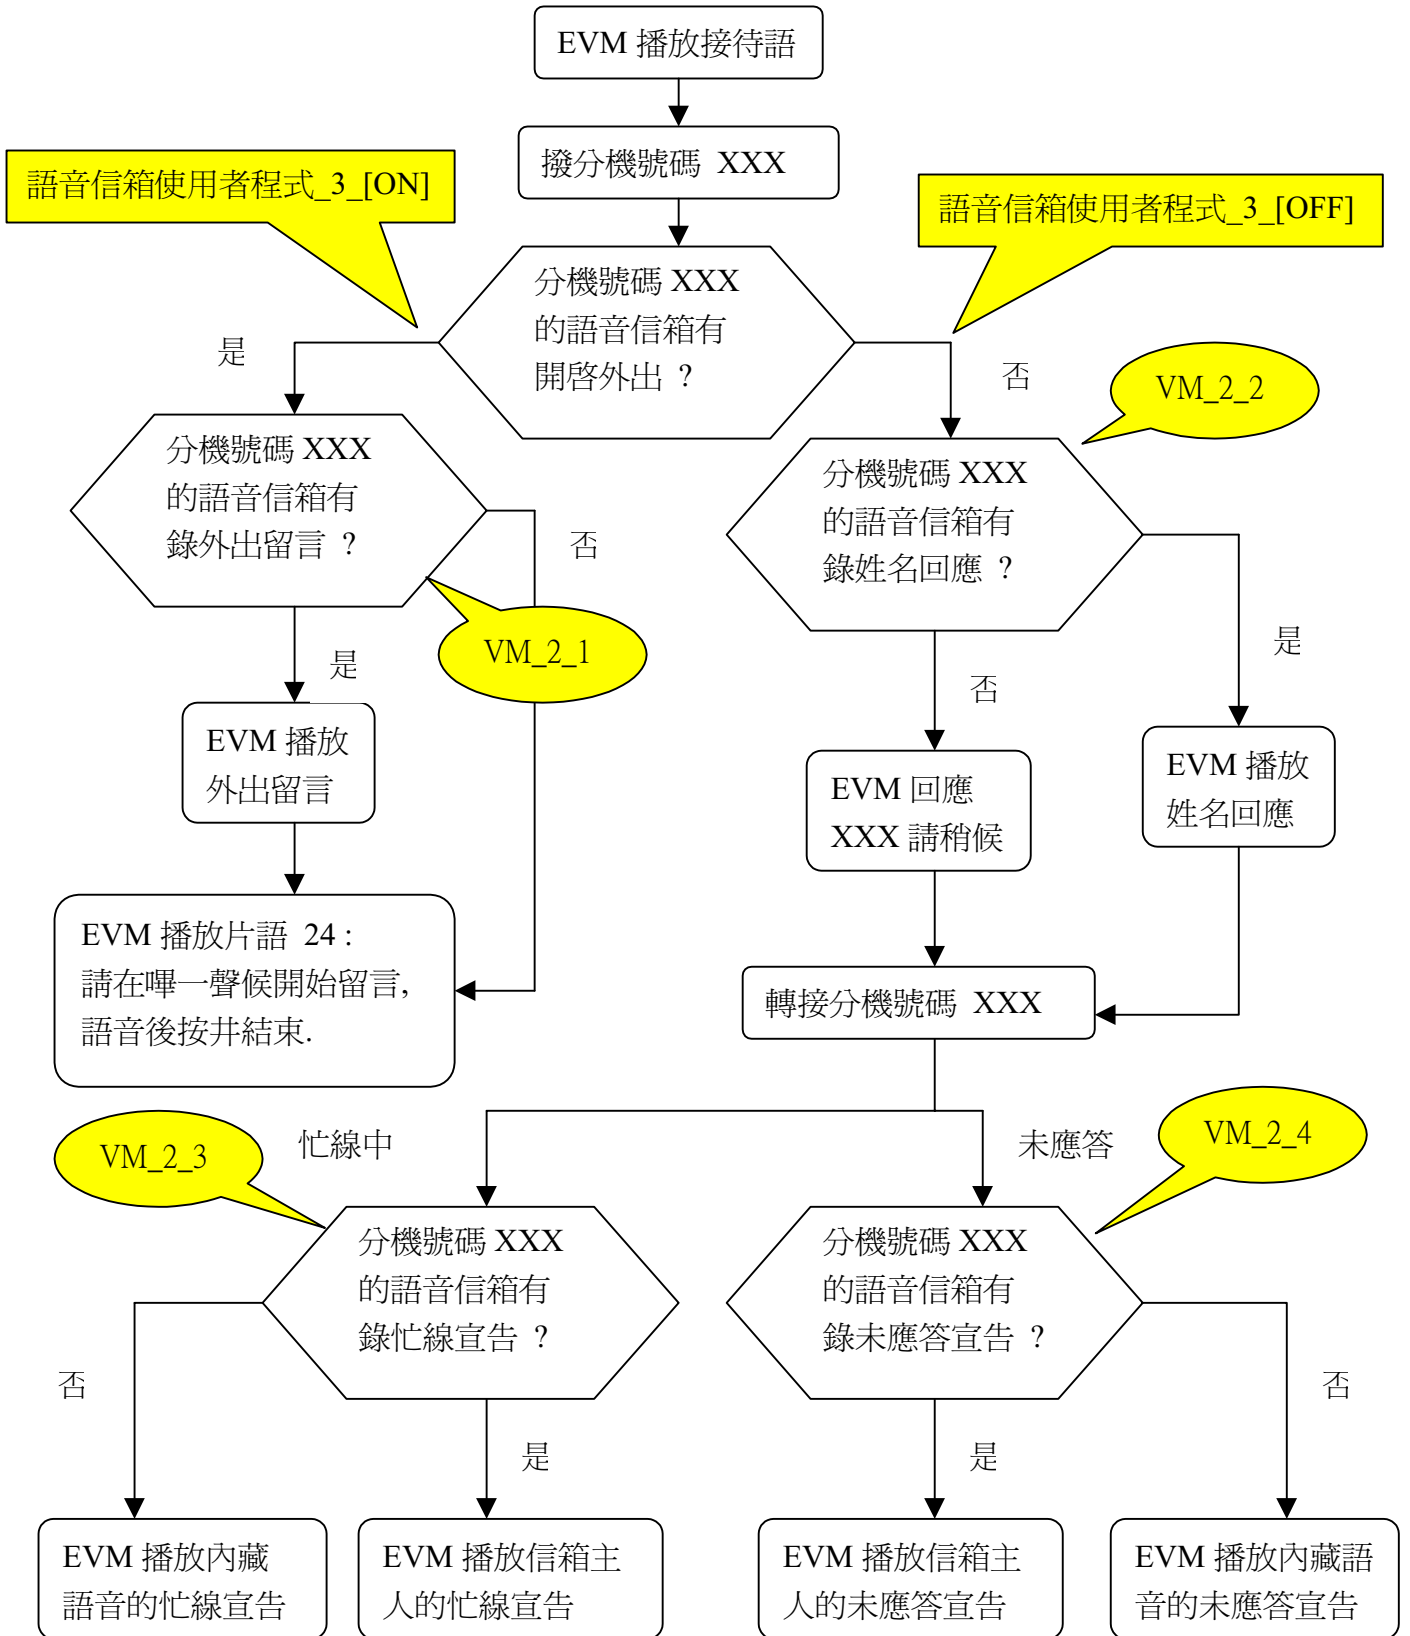 EVM 播放接待語
撥分機號碼 XXX
語音信箱使用者程式_3_[ON]
語音信箱使用者程式_3_[OFF]
分機號碼 XXX
的語音信箱有
開啓外出 ?
是
否
VM_2_2
分機號碼 XXX
的語音信箱有
錄外出留言 ?
否
分機號碼 XXX
的語音信箱有
錄姓名回應 ?
VM_2_1
是
是
否
EVM 播放
外出留言
EVM 回應
XXX 請稍候
EVM 播放
姓名回應
EVM 播放片語 24 :
請在嗶一聲候開始留言,
語音後按井結束.
轉接分機號碼 XXX
VM_2_3
忙線中
未應答
VM_2_4
分機號碼 XXX
的語音信箱有
錄忙線宣告 ?
分機號碼 XXX
的語音信箱有
錄未應答宣告 ?
否
是
是
否
EVM 播放內藏
語音的忙線宣告
EVM 播放信箱主
人的忙線宣告
EVM 播放信箱主
人的未應答宣告
EVM 播放內藏語
音的未應答宣告